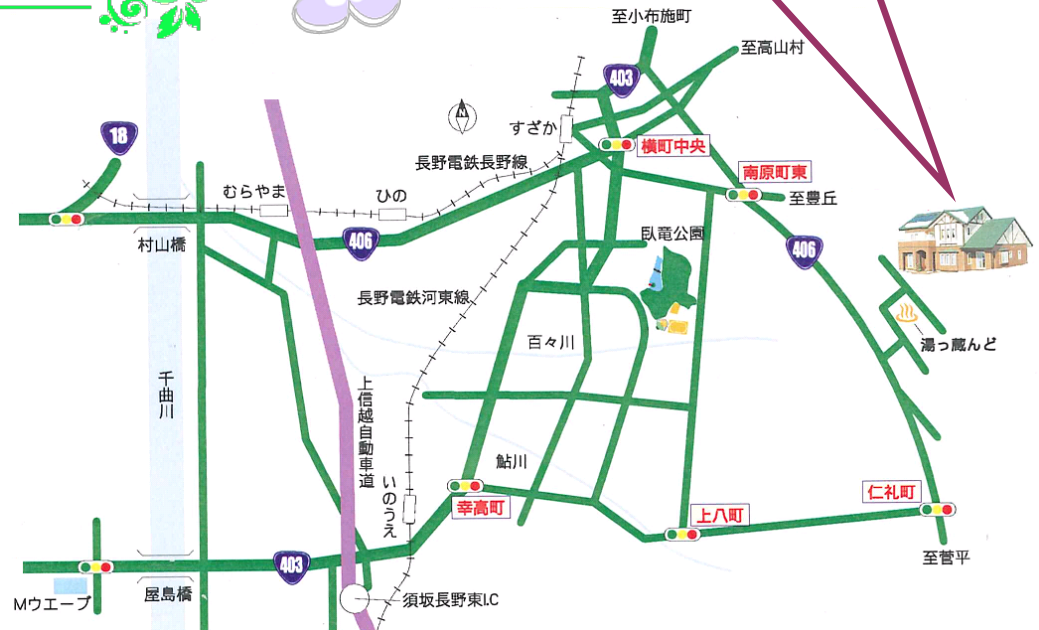 至小布施町
至高山村
403
18
すざか
横町中央
長野電鉄長野線
南原町東
むらやま
ひの
至豊丘
406
臥竜公園
村山橋
406
長野電鉄河東線
百々川
湯っ蔵んど
千曲川
上信越自動車道
鮎川
いのうえ
幸高町
仁礼町
上八町
至菅平
403
屋島橋
Mウエーブ
須坂長野東I.C